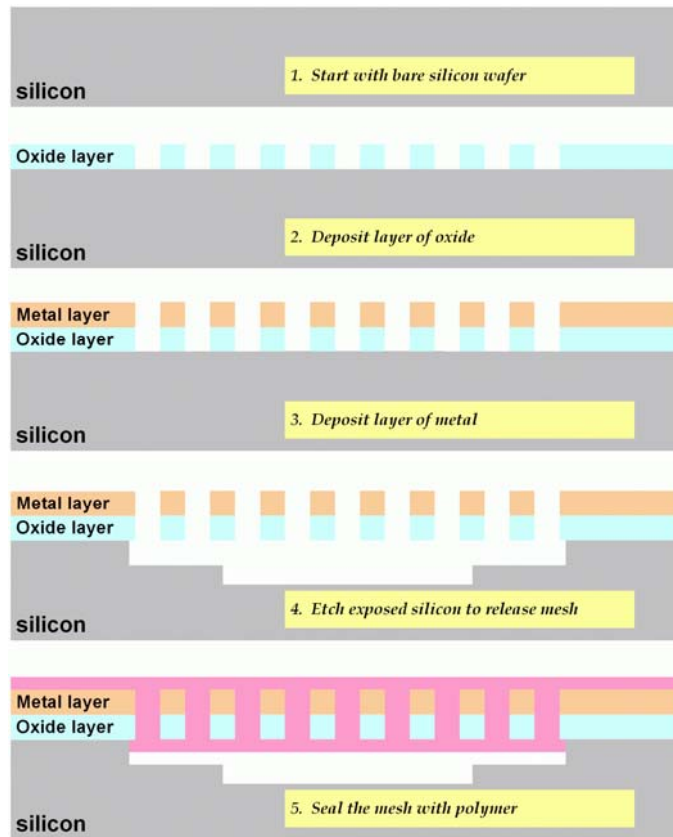 silicon
1. Start with bare silicon wafer
Oxide layer
silicon
2. Deposit layer of oxide
Metal layer
Oxide layer
silicon
3. Deposit layer of metal
Metal layer
Oxide layer
silicon
4. Etch exposed silicon to release mesh
Metal layer
Oxide layer
silicon
5. Seal the mesh with polymer